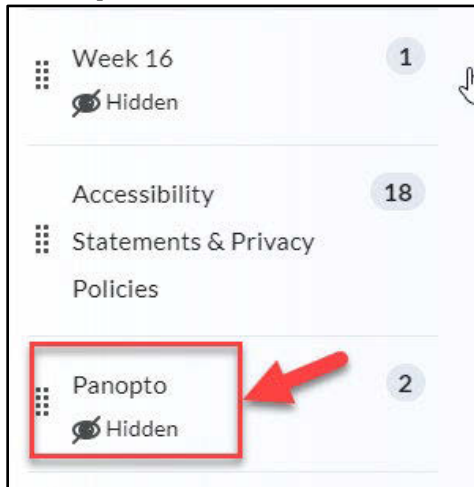 Week 16
1
Hidden
Accessibility
18
Statements & Privacy
Policies
Panopto
2
Hidden